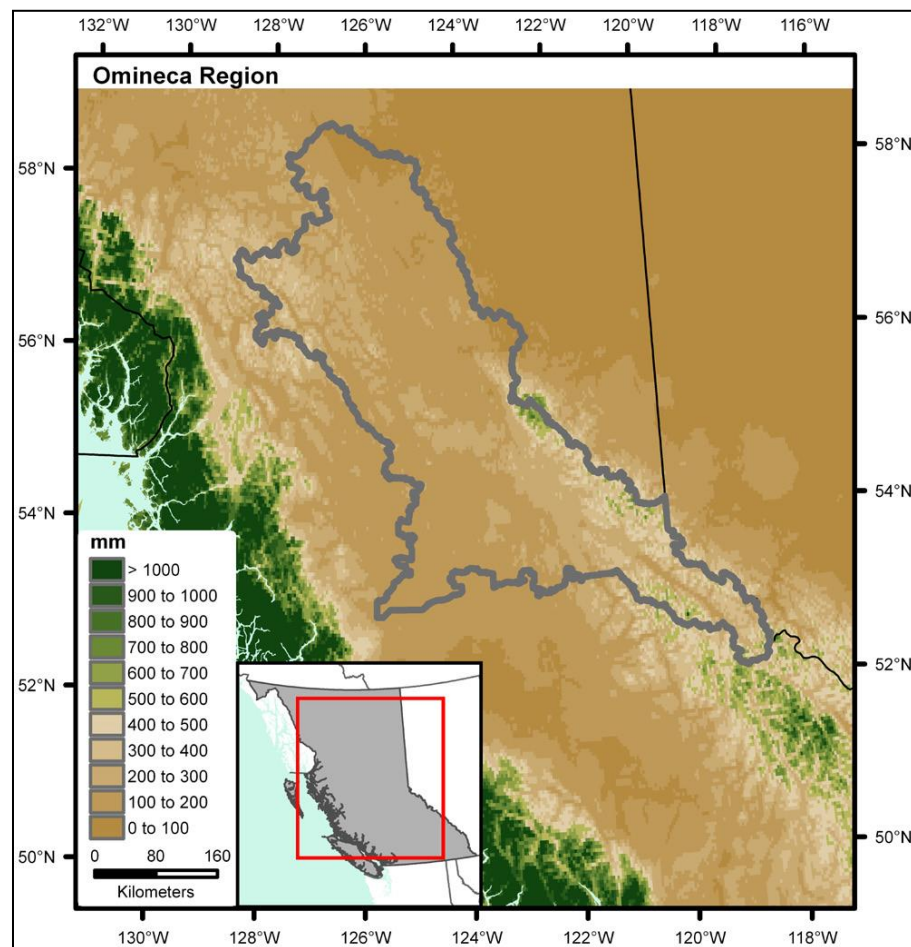 132°W 130°W 128°W 126°W 124°W 122°W 120°W 118°W 116°W
Omineca Region
58°N 58°N
56°N 56°N
54°N 54°N
52°N 52°N
50°N 50°N
mm
> 1000
900 to 1000
800 to 900
700 to 800
600 to 700
500 to 600
400 to 500
300 to 400
200 to 300
100 to 200
0 to 100
0 80 160
Kilometers
130°W 128°W 126°W 124°W 122°W 120°W 118°W